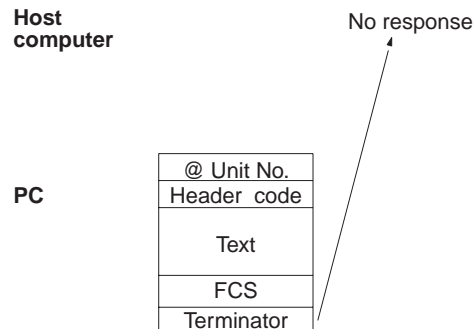 Host
computer
No response
PC
@ Unit No.
Header code
Text
FCS
Terminator